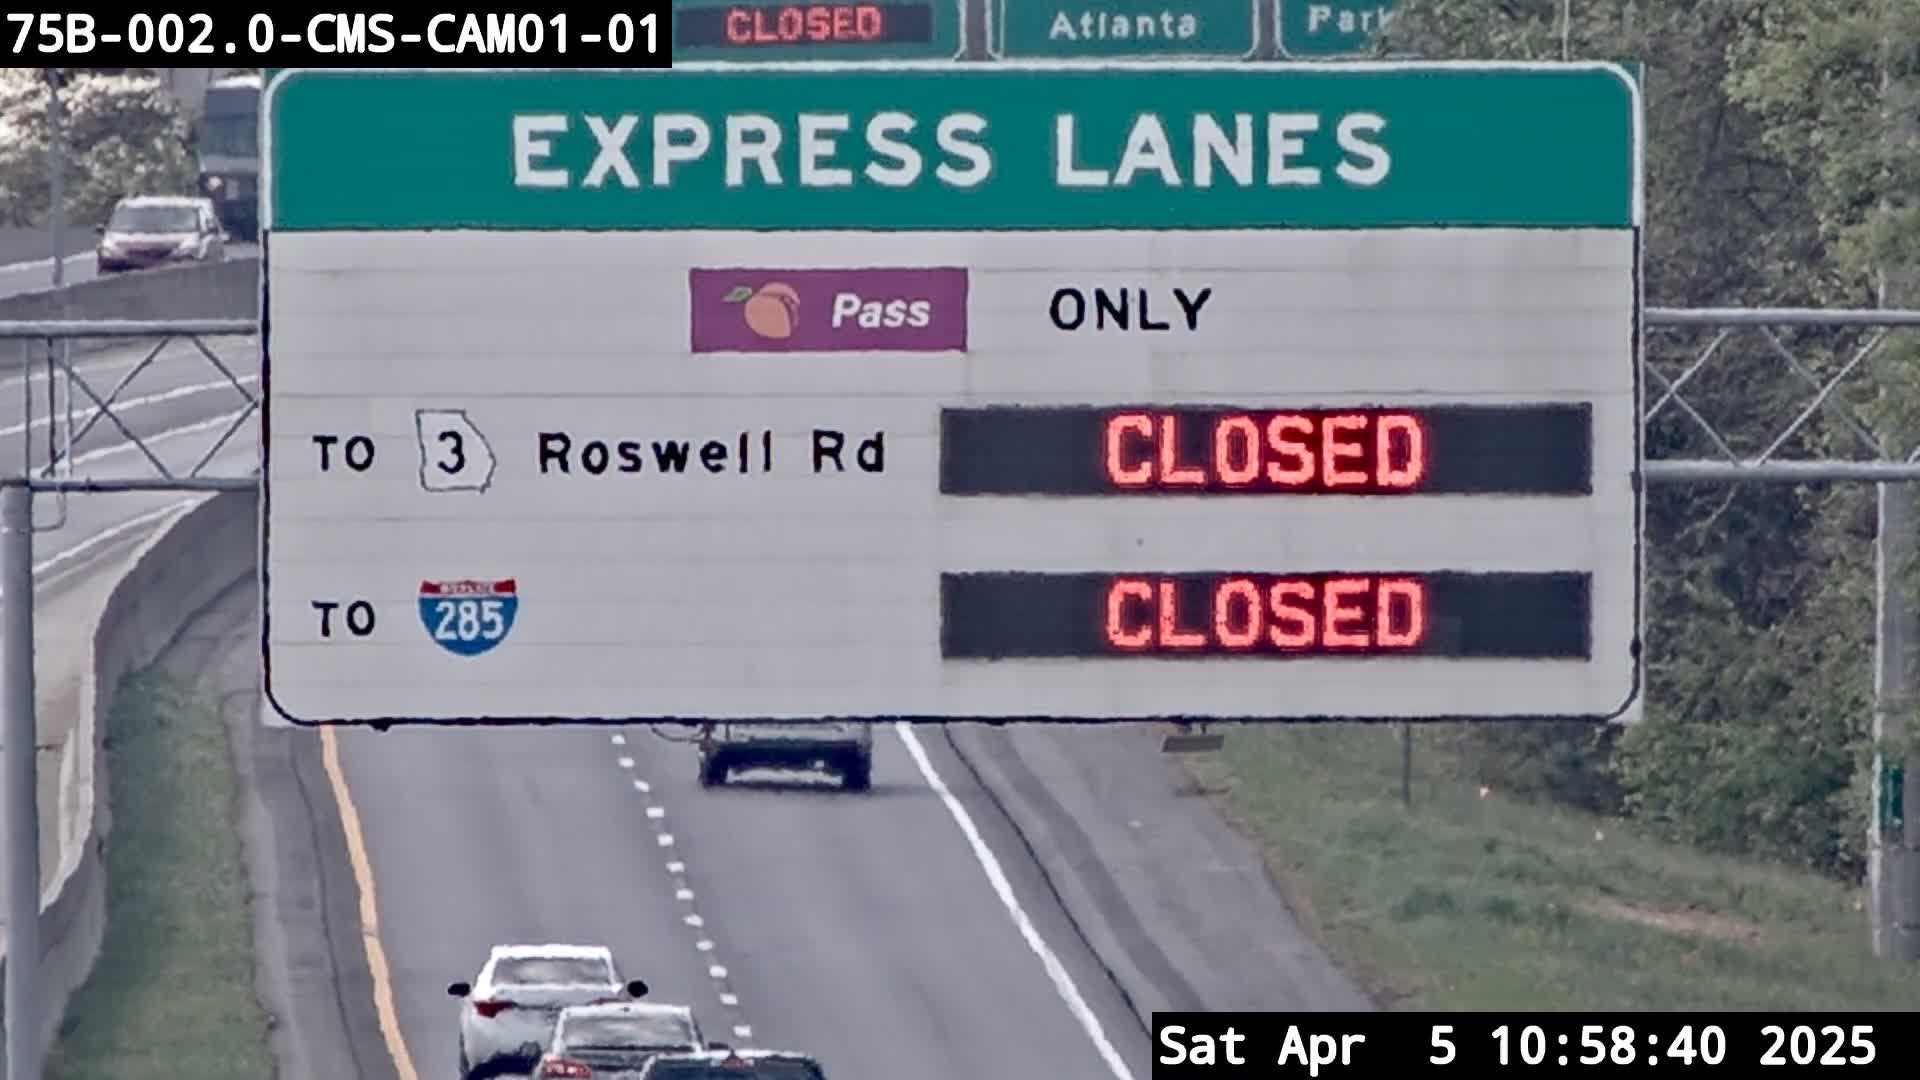 75B-002.0-CMS-CAM01-01
CLOSED
Atlanta
Park
EXPRESS LANES
Pass ONLY
TO 3 Roswell Rd CLOSED
TO 285 CLOSED
Sat Apr 5 10:58:40 2025